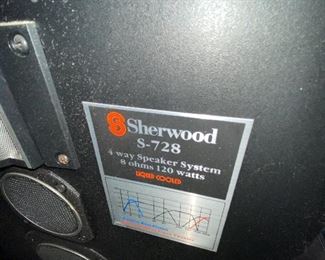 Sherwood
S-728
4 way Speaker System
8 ohms 120 watts
LIQUID COOLED